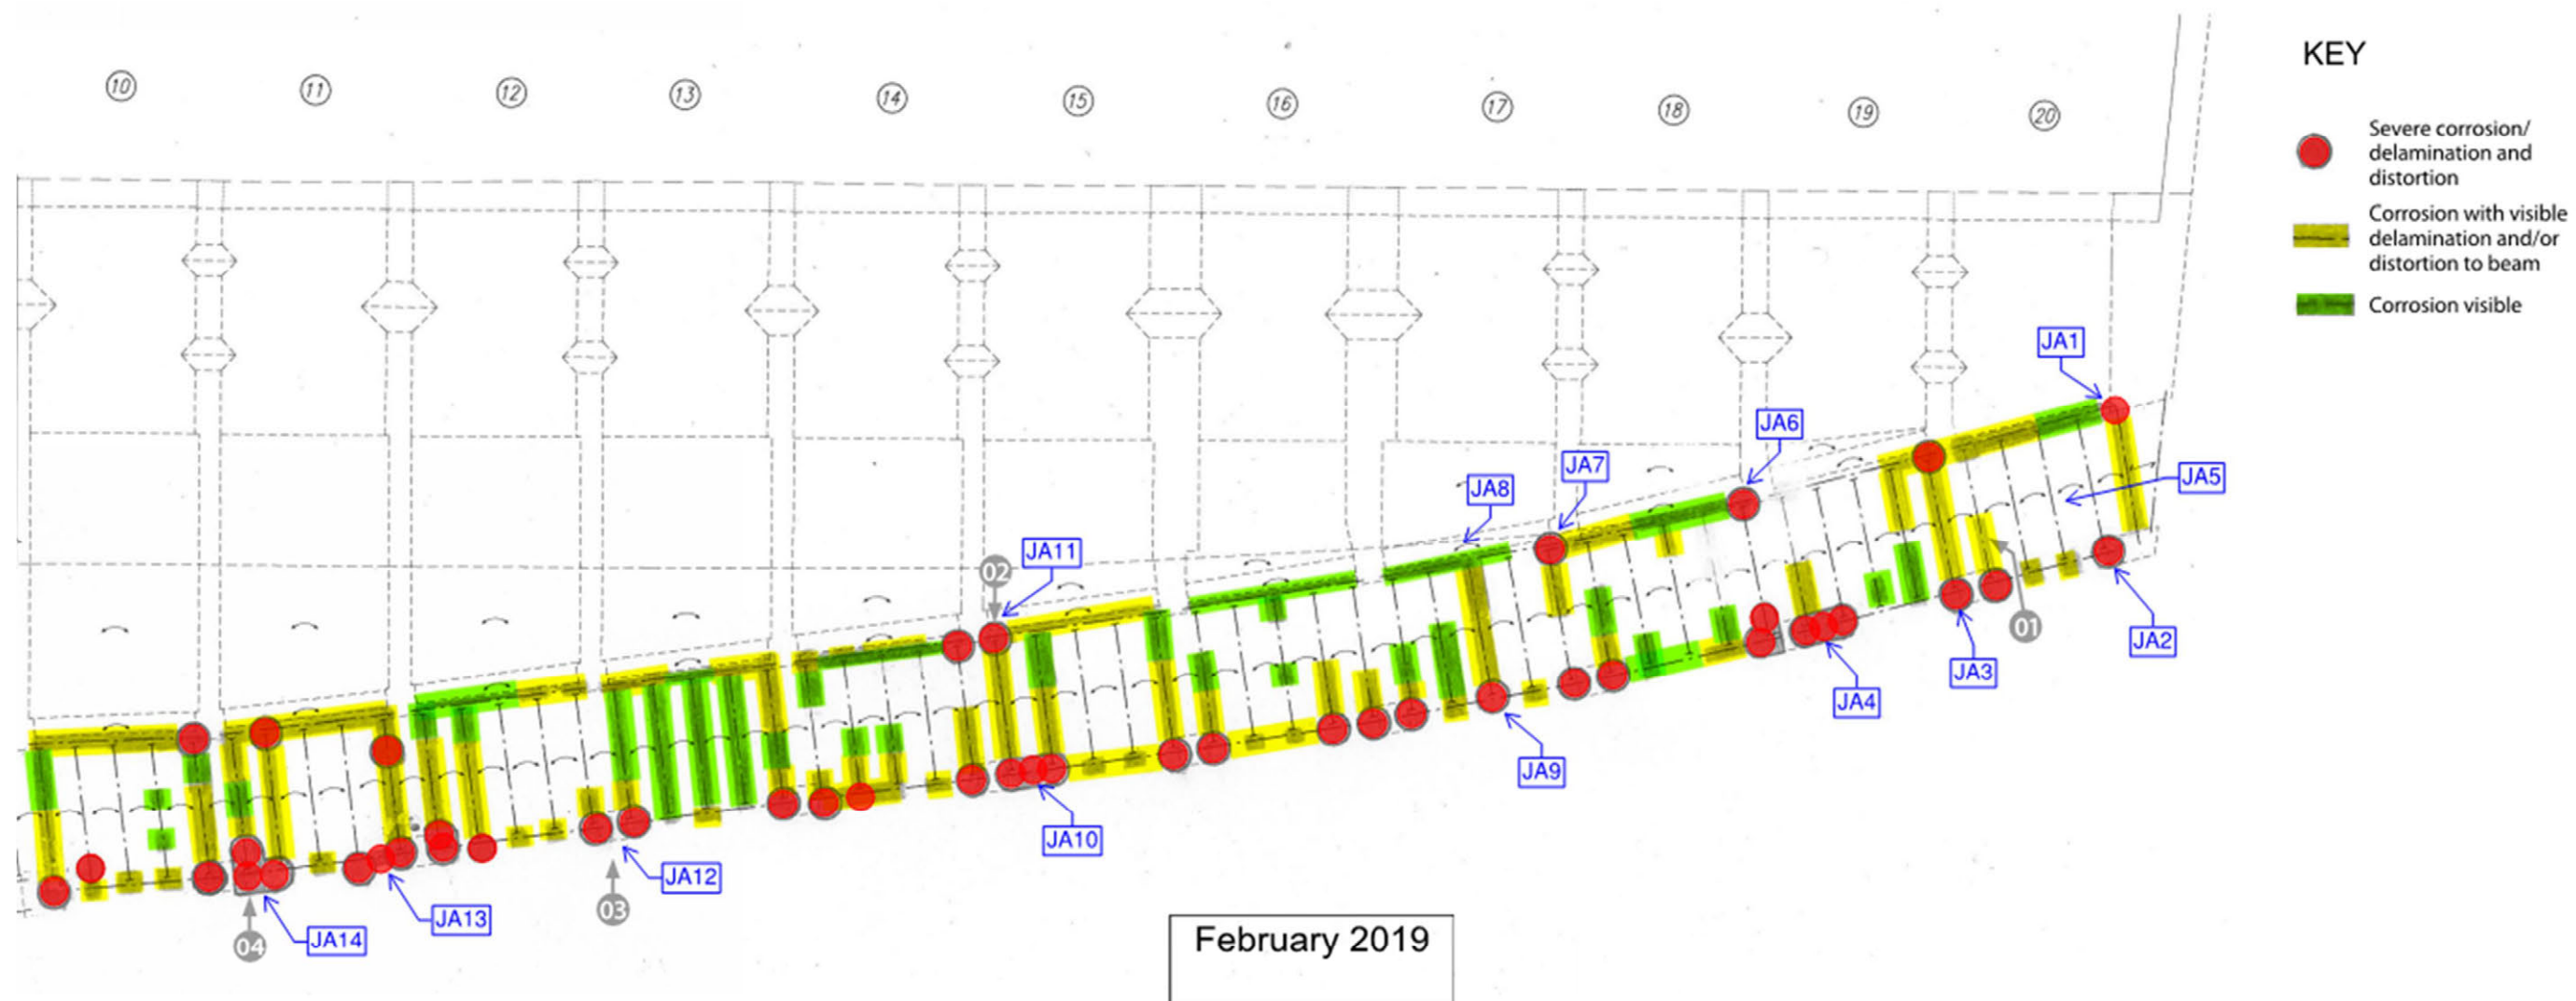 KEY
10
11
12
13
14
15
16
17
18
19
20
Severe corrosion/
delamination and
distortion
Corrosion with visible
delamination and/or
distortion to beam
Corrosion visible
JA1
JA6
JA7
JA5
JA8
JA11
02
01
JA2
JA3
JA4
JA9
JA10
JA12
03
JA13
JA14
04
February 2019